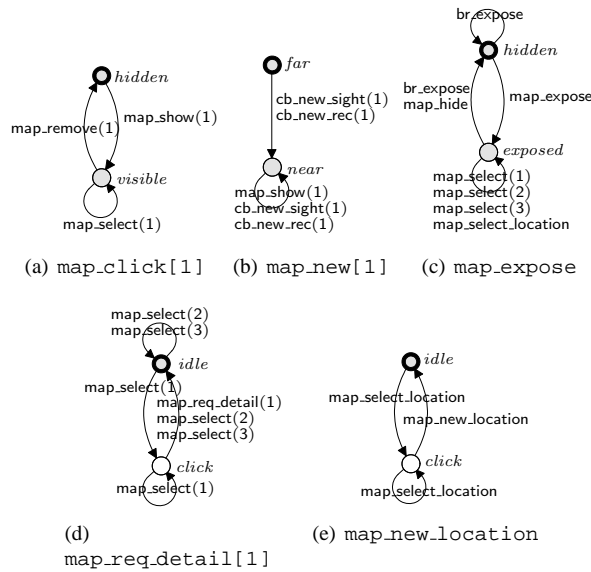 hidden
map_remove(1)
map_show(1)
visible
map_select(1)
(a) map_click[1]
far
cb_new_sight(1)
cb_new_rec(1)
near
map_show(1)
cb_new_sight(1)
cb_new_rec(1)
(b) map_new[1]
br_expose
hidden
br_expose
map_hide
map_expose
exposed
map_select(1)
map_select(2)
map_select(3)
map_select_location
(c) map_expose
map_select(2)
map_select(3)
idle
map_select(1)
map_req_detail(1)
map_select(2)
map_select(3)
click
map_select(1)
(d)
map_req_detail[1]
idle
map_select_location
map_new_location
click
map_select_location
(e) map_new_location